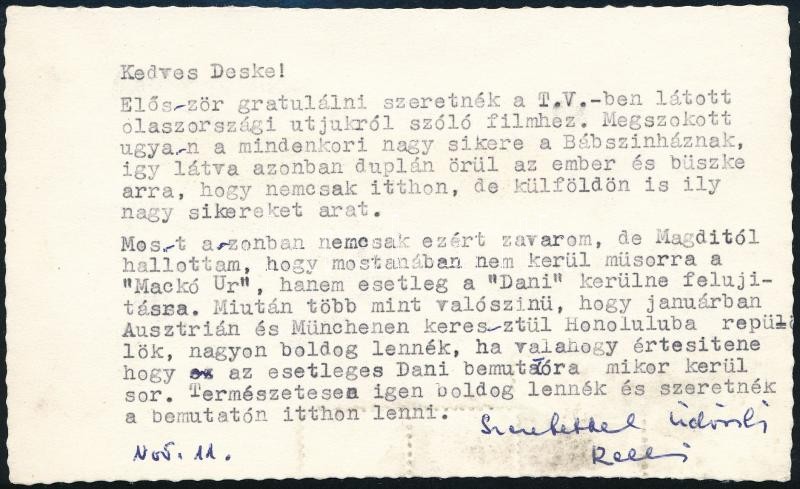 Kedves Deske!
Elős-zör gratulálni szeretnék a T.V.-ben látott
olaszországi utjukról szóló filmhez. Megszokott
ugya-n a mindenkori nagy sikere a Bábszinháznak,
igy látva azonban duplán örül az ember és büszke
arra, hogy nemcsak itthon, de külföldön is ily
nagy sikereket arat.
Mos-t a-zonban nemcsak ezért zavarom, de Magditól
hallottam, hogy mostanában nem kerül müsorra a
"Mackó Ur", hanem esetleg a "Dani" kerülne feluji-
tásra. Miután több mint valószinü, hogy januárban
Ausztrián és Münchenen keres-ztül Honoluluba repülö
lök, nagyon boldog lennék, ha valahogy értesitene
hogy az esetleges Dani bemutáóra mikor kerül
sor. Természetesen igen boldog lennék és szeretnék
a bemutatón itthon lenni.
Szeretettel üdvözli
Nov. 11.